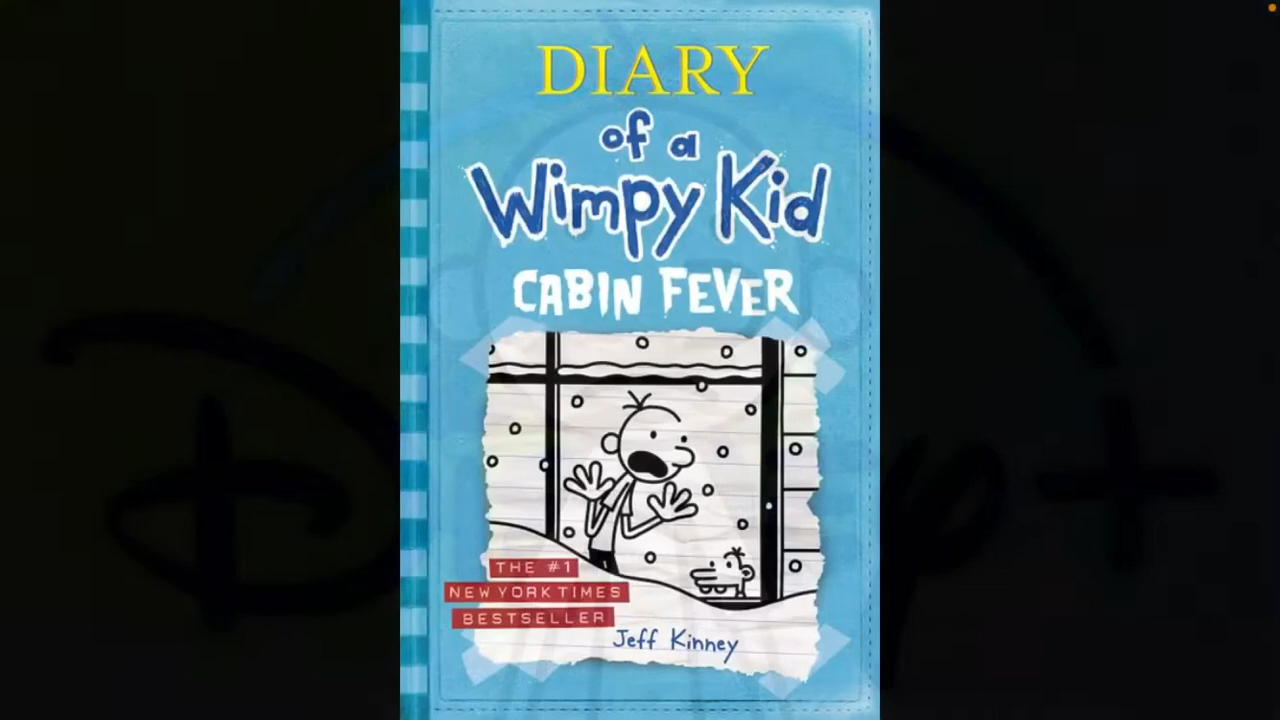 DIARY
of a
Wimpy Kid
CABIN FEVER
THE #1
NEW YORK TIMES
BESTSELLER
Jeff Kinney